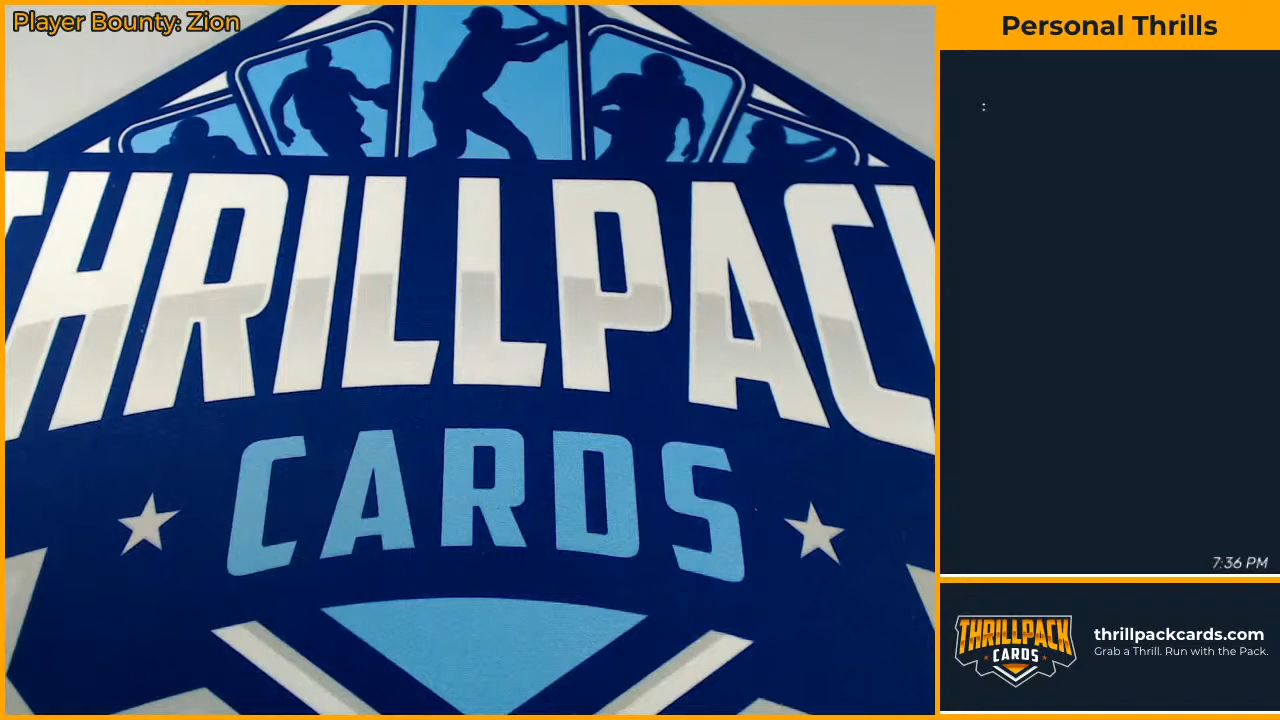 Player Bounty: Zion
THRILLPACK
CARDS
Personal Thrills
:
7:36 PM
THRILLPACK
CARDS
thrillpackcards.com
Grab a Thrill. Run with the Pack.